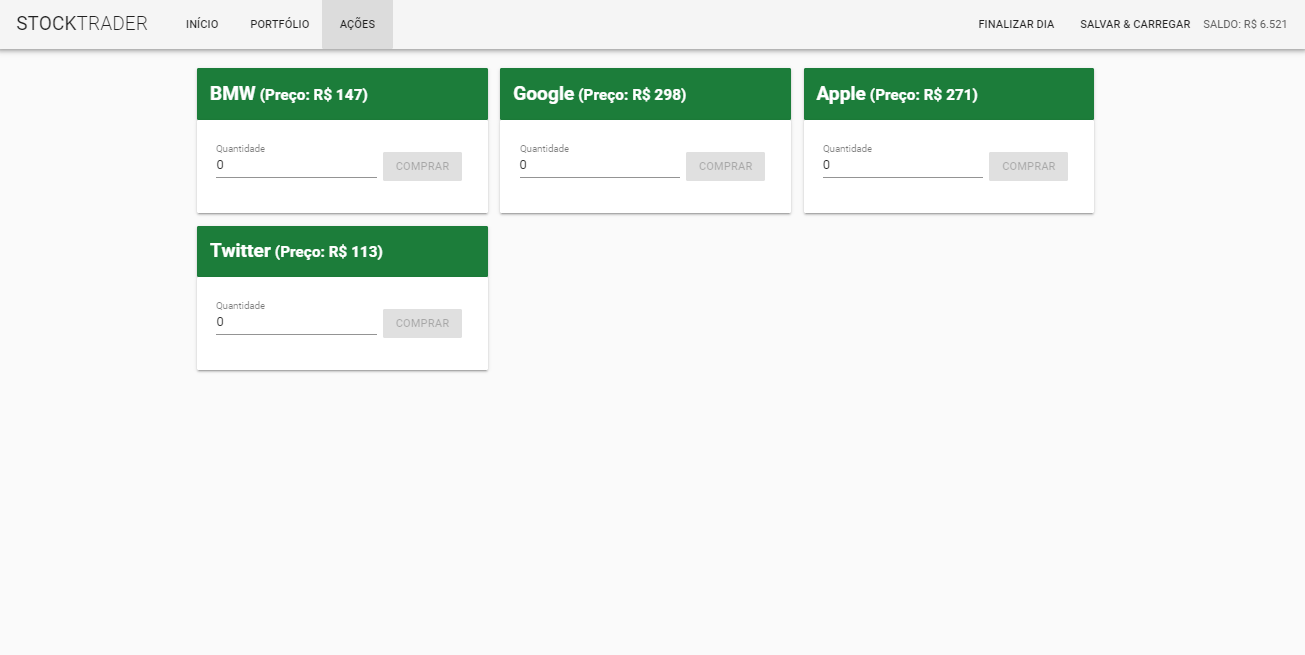 STOCKTRADER INÍCIO PORTFÓLIO AÇÕES FINALIZAR DIA SALVAR & CARREGAR SALDO: R$ 6.521
BMW (Preço: R$ 147)
Quantidade
0
COMPRAR
Google (Preço: R$ 298)
Quantidade
0
COMPRAR
Apple (Preço: R$ 271)
Quantidade
0
COMPRAR
Twitter (Preço: R$ 113)
Quantidade
0
COMPRAR